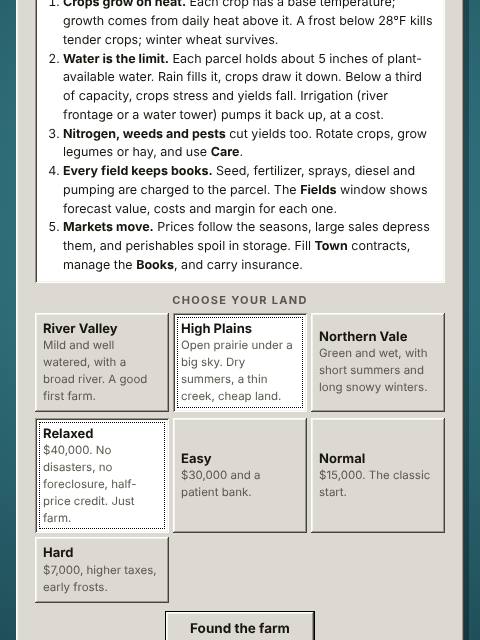 1. Crops grow on heat. Each crop has a base temperature;
growth comes from daily heat above it. A frost below 28°F kills
tender crops; winter wheat survives.
2. Water is the limit. Each parcel holds about 5 inches of plant-
available water. Rain fills it, crops draw it down. Below a third
of capacity, crops stress and yields fall. Irrigation (river
frontage or a water tower) pumps it back up, at a cost.
3. Nitrogen, weeds and pests cut yields too. Rotate crops, grow
legumes or hay, and use Care.
4. Every field keeps books. Seed, fertilizer, sprays, diesel and
pumping are charged to the parcel. The Fields window shows
forecast value, costs and margin for each one.
5. Markets move. Prices follow the seasons, large sales depress
them, and perishables spoil in storage. Fill Town contracts,
manage the Books, and carry insurance.
CHOOSE YOUR LAND
River Valley
Mild and well
watered, with a
broad river. A good
first farm.
High Plains
Open prairie under a
big sky. Dry
summers, a thin
creek, cheap land.
Northern Vale
Green and wet, with
short summers and
long snowy winters.
Relaxed
$40,000. No
disasters, no
foreclosure, half-
price credit. Just
farm.
Easy
$30,000 and a
patient bank.
Normal
$15,000. The classic
start.
Hard
$7,000, higher taxes,
early frosts.
Found the farm